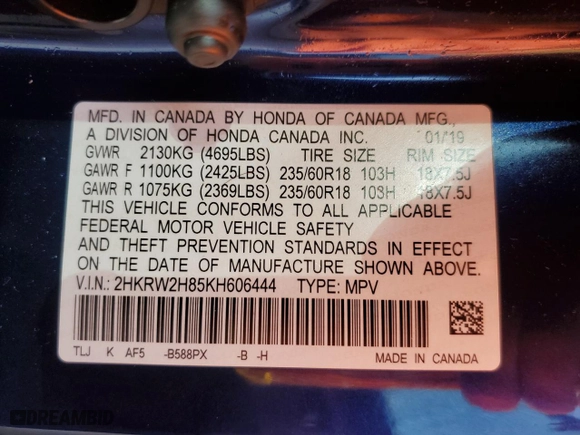 MFD. IN CANADA BY HONDA OF CANADA MFG.,
A DIVISION OF HONDA CANADA INC. 01/19
GVWR 2130KG (4695LBS) TIRE SIZE RIM SIZE
GAWR F 1100KG (2425LBS) 235/60R18 103H 18X7.5J
GAWR R 1075KG (2369LBS) 235/60R18 103H 18X7.5J
THIS VEHICLE CONFORMS TO ALL APPLICABLE
FEDERAL MOTOR VEHICLE SAFETY
AND THEFT PREVENTION STANDARDS IN EFFECT
ON THE DATE OF MANUFACTURE SHOWN ABOVE.
V.I.N.: 2HKRW2H85KH606444 TYPE: MPV
TLJ K AF5 -B588PX -B -H
MADE IN CANADA
DREAMBID